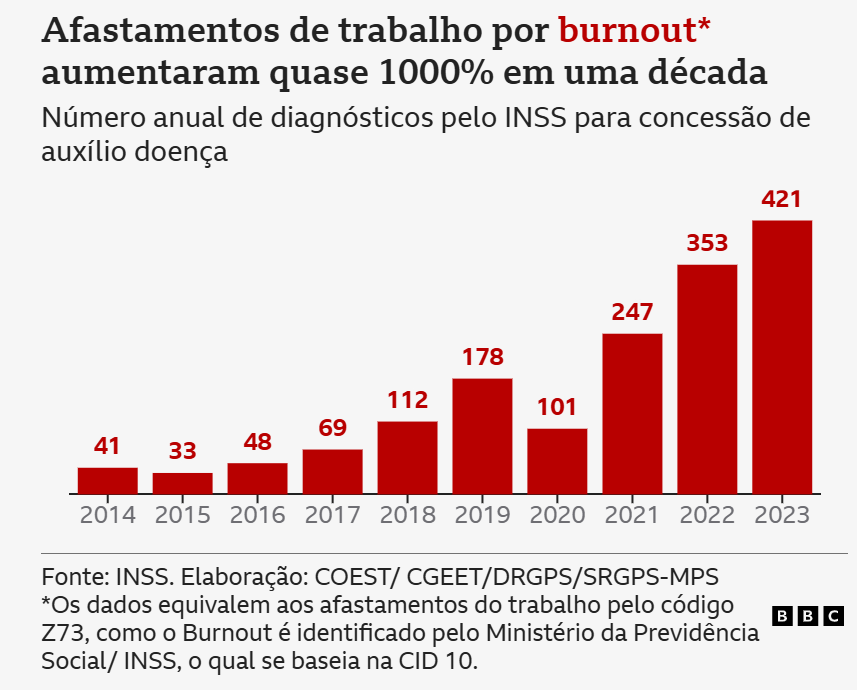 Afastamentos de trabalho por burnout*
aumentaram quase 1000% em uma década
Número anual de diagnósticos pelo INSS para concessão de
auxílio doença
41 33 48 69 112 178 101 247 353 421
2014 2015 2016 2017 2018 2019 2020 2021 2022 2023
Fonte: INSS. Elaboração: COEST/ CGEET/DRGPS/SRGPS-MPS
*Os dados equivalem aos afastamentos do trabalho pelo código
Z73, como o Burnout é identificado pelo Ministério da Previdência
Social/ INSS, o qual se baseia na CID 10.
BBC